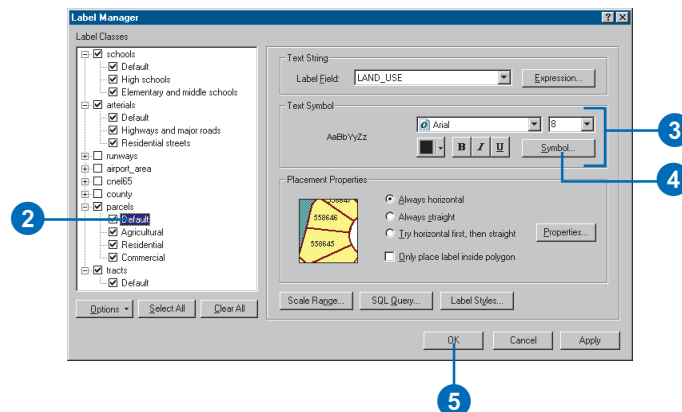 Label Manager
Label Classes
schools
Default
High schools
Elementary and middle schools
arterials
Default
Highways and major roads
Residential streets
runways
airport_area
cnel65
county
parcels
Default
Agricultural
Residential
Commercial
tracts
Default
Options
Select All
Clear All
Text String
Label Field:
LAND_USE
Expression...
Text Symbol
AaBbYyZz
Arial
8
B I U
Symbol...
Placement Properties
558647
558646
558645
Always horizontal
Always straight
Try horizontal first, then straight
Only place label inside polygon
Properties...
Scale Range...
SQL Query...
Label Styles...
OK
Cancel
Apply
2
3
4
5